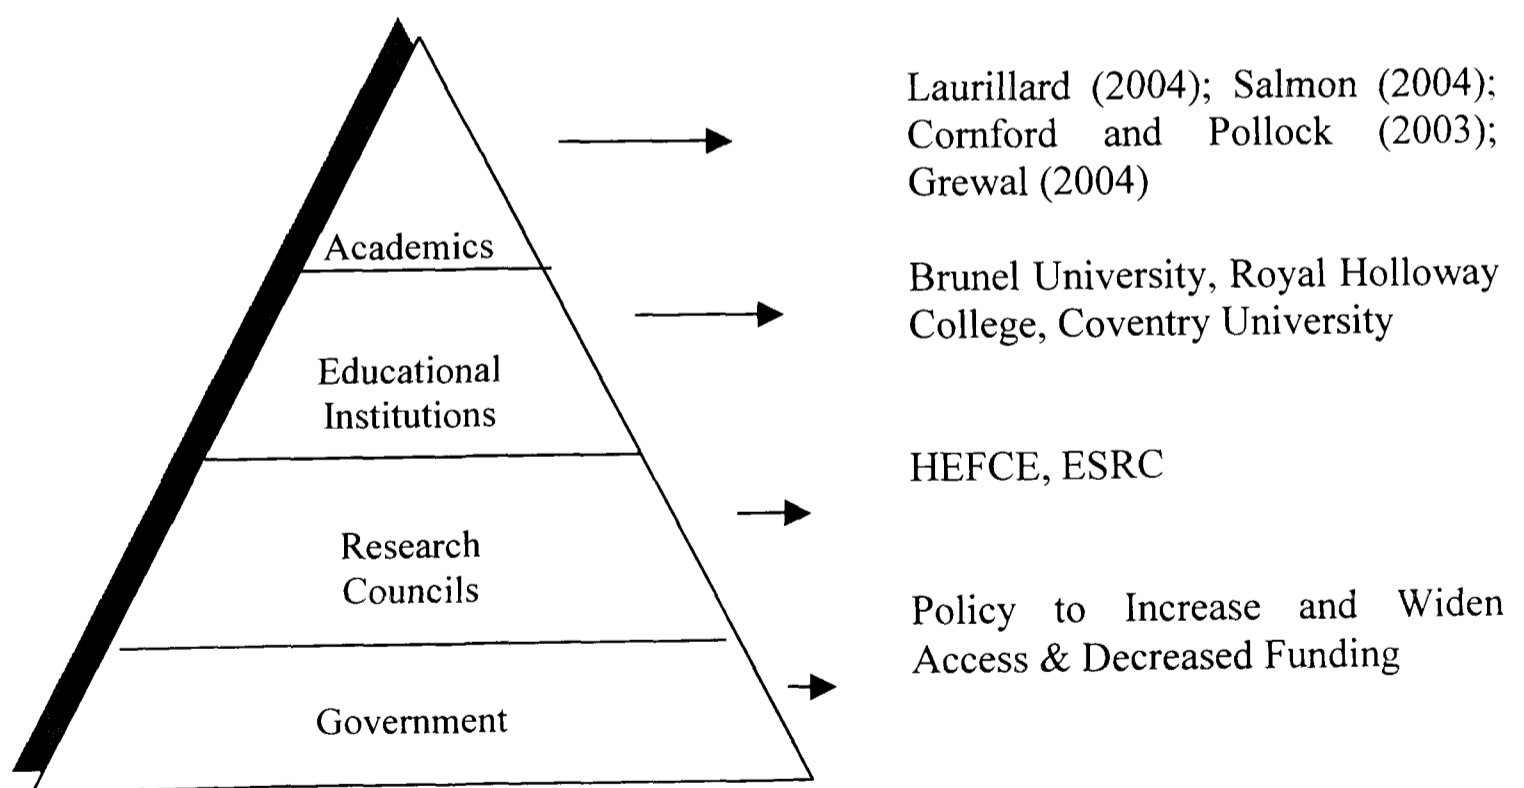 Laurillard (2004); Salmon (2004);
Cornford and Pollock (2003);
Grewal (2004)
Academics
Brunel University, Royal Holloway
College, Coventry University
Educational
Institutions
HEFCE, ESRC
Research
Councils
Policy to Increase and Widen
Access & Decreased Funding
Government